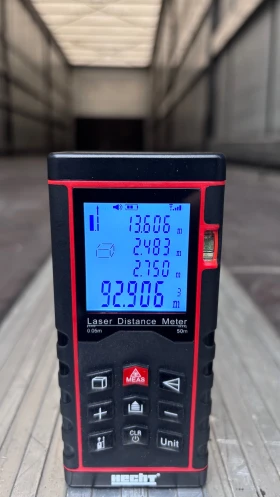 13.606 m
2.483 m
2.750 m
92.906 m³
Laser Distance Meter
0.05m 50m
MEAS
CLR
Unit
HECHT